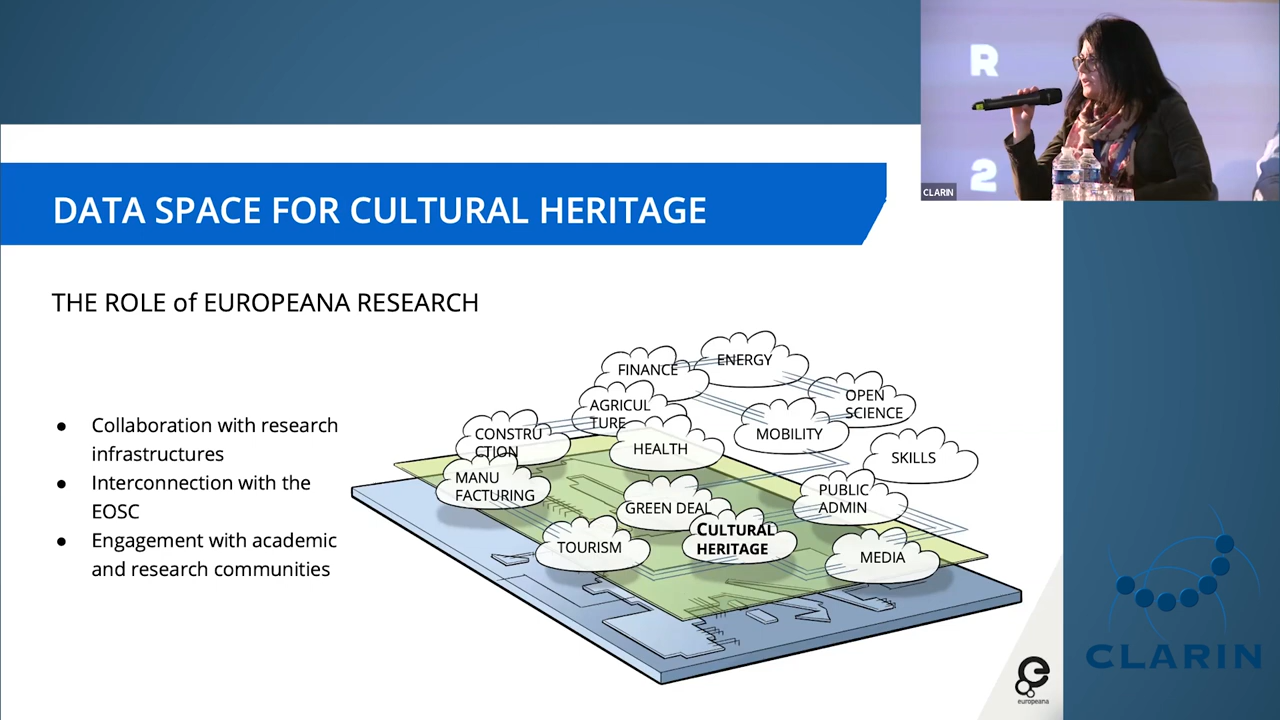 R
2
CLARIN
DATA SPACE FOR CULTURAL HERITAGE
THE ROLE of EUROPEANA RESEARCH
● Collaboration with research
infrastructures
● Interconnection with the
EOSC
● Engagement with academic
and research communities
FINANCE
ENERGY
AGRICUL
TURE
OPEN
SCIENCE
CONSTRU
CTION
HEALTH
MOBILITY
SKILLS
MANU
FACTURING
GREEN DEAL
PUBLIC
ADMIN
TOURISM
CULTURAL
HERITAGE
MEDIA
europeana
CLARIN